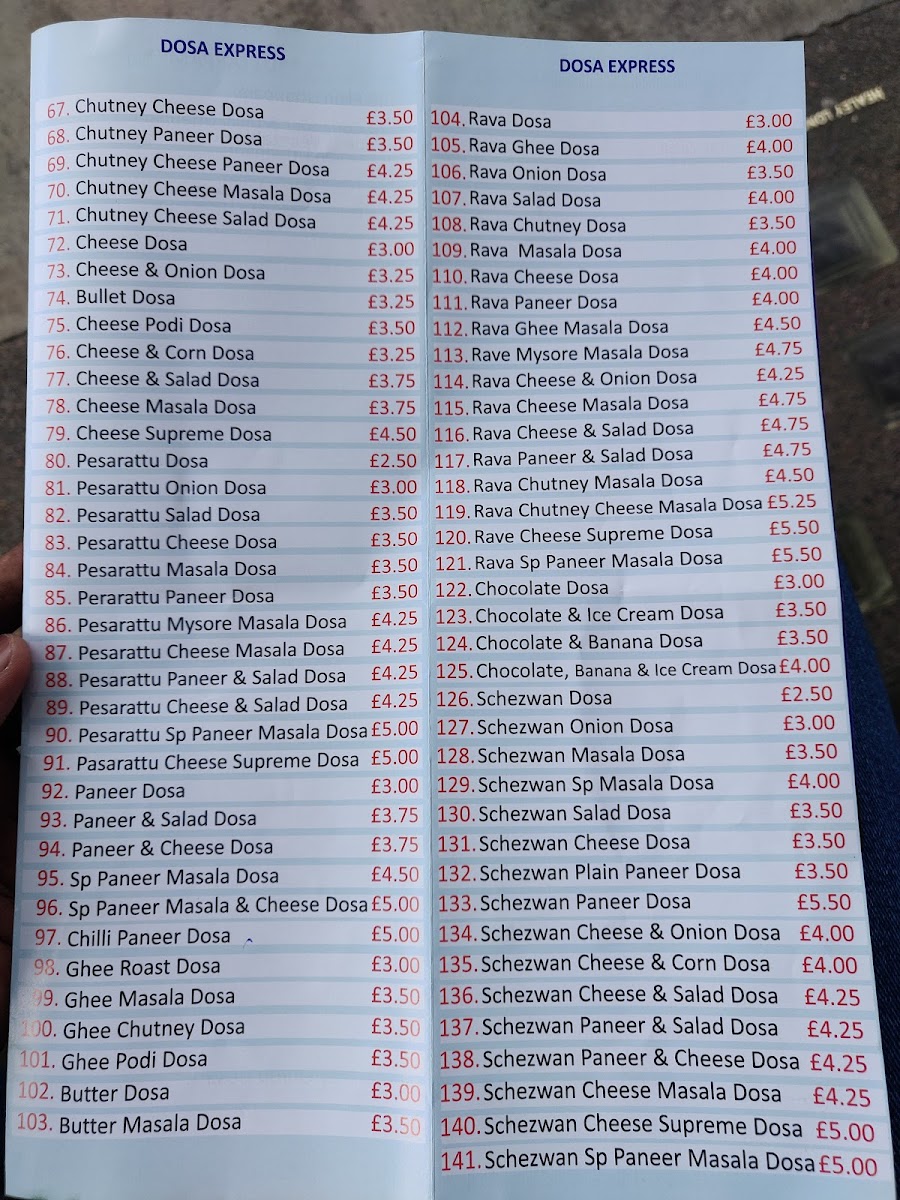 DOSA EXPRESS
67. Chutney Cheese Dosa £3.50
68. Chutney Paneer Dosa £3.50
69. Chutney Cheese Paneer Dosa £4.25
70. Chutney Cheese Masala Dosa £4.25
71. Chutney Cheese Salad Dosa £4.25
72. Cheese Dosa £3.00
73. Cheese & Onion Dosa £3.25
74. Bullet Dosa £3.25
75. Cheese Podi Dosa £3.50
76. Cheese & Corn Dosa £3.25
77. Cheese & Salad Dosa £3.75
78. Cheese Masala Dosa £3.75
79. Cheese Supreme Dosa £4.50
80. Pesarattu Dosa £2.50
81. Pesarattu Onion Dosa £3.00
82. Pesarattu Salad Dosa £3.50
83. Pesarattu Cheese Dosa £3.50
84. Pesarattu Masala Dosa £3.50
85. Perarattu Paneer Dosa £3.50
86. Pesarattu Mysore Masala Dosa £4.25
87. Pesarattu Cheese Masala Dosa £4.25
88. Pesarattu Paneer & Salad Dosa £4.25
89. Pesarattu Cheese & Salad Dosa £4.25
90. Pesarattu Sp Paneer Masala Dosa £5.00
91. Pasarattu Cheese Supreme Dosa £5.00
92. Paneer Dosa £3.00
93. Paneer & Salad Dosa £3.75
94. Paneer & Cheese Dosa £3.75
95. Sp Paneer Masala Dosa £4.50
96. Sp Paneer Masala & Cheese Dosa £5.00
97. Chilli Paneer Dosa £5.00
98. Ghee Roast Dosa £3.00
99. Ghee Masala Dosa £3.50
100. Ghee Chutney Dosa £3.50
101. Ghee Podi Dosa £3.50
102. Butter Dosa £3.00
103. Butter Masala Dosa £3.50
DOSA EXPRESS
104. Rava Dosa £3.00
105. Rava Ghee Dosa £4.00
106. Rava Onion Dosa £3.50
107. Rava Salad Dosa £4.00
108. Rava Chutney Dosa £3.50
109. Rava Masala Dosa £4.00
110. Rava Cheese Dosa £4.00
111. Rava Paneer Dosa £4.00
112. Rava Ghee Masala Dosa £4.50
113. Rave Mysore Masala Dosa £4.75
114. Rava Cheese & Onion Dosa £4.25
115. Rava Cheese Masala Dosa £4.75
116. Rava Cheese & Salad Dosa £4.75
117. Rava Paneer & Salad Dosa £4.75
118. Rava Chutney Masala Dosa £4.50
119. Rava Chutney Cheese Masala Dosa £5.25
120. Rave Cheese Supreme Dosa £5.50
121. Rava Sp Paneer Masala Dosa £5.50
122. Chocolate Dosa £3.00
123. Chocolate & Ice Cream Dosa £3.50
124. Chocolate & Banana Dosa £3.50
125. Chocolate, Banana & Ice Cream Dosa £4.00
126. Schezwan Dosa £2.50
127. Schezwan Onion Dosa £3.00
128. Schezwan Masala Dosa £3.50
129. Schezwan Sp Masala Dosa £4.00
130. Schezwan Salad Dosa £3.50
131. Schezwan Cheese Dosa £3.50
132. Schezwan Plain Paneer Dosa £3.50
133. Schezwan Paneer Dosa £5.50
134. Schezwan Cheese & Onion Dosa £4.00
135. Schezwan Cheese & Corn Dosa £4.00
136. Schezwan Cheese & Salad Dosa £4.25
137. Schezwan Paneer & Salad Dosa £4.25
138. Schezwan Paneer & Cheese Dosa £4.25
139. Schezwan Cheese Masala Dosa £4.25
140. Schezwan Cheese Supreme Dosa £5.00
141. Schezwan Sp Paneer Masala Dosa £5.00
HEALEY